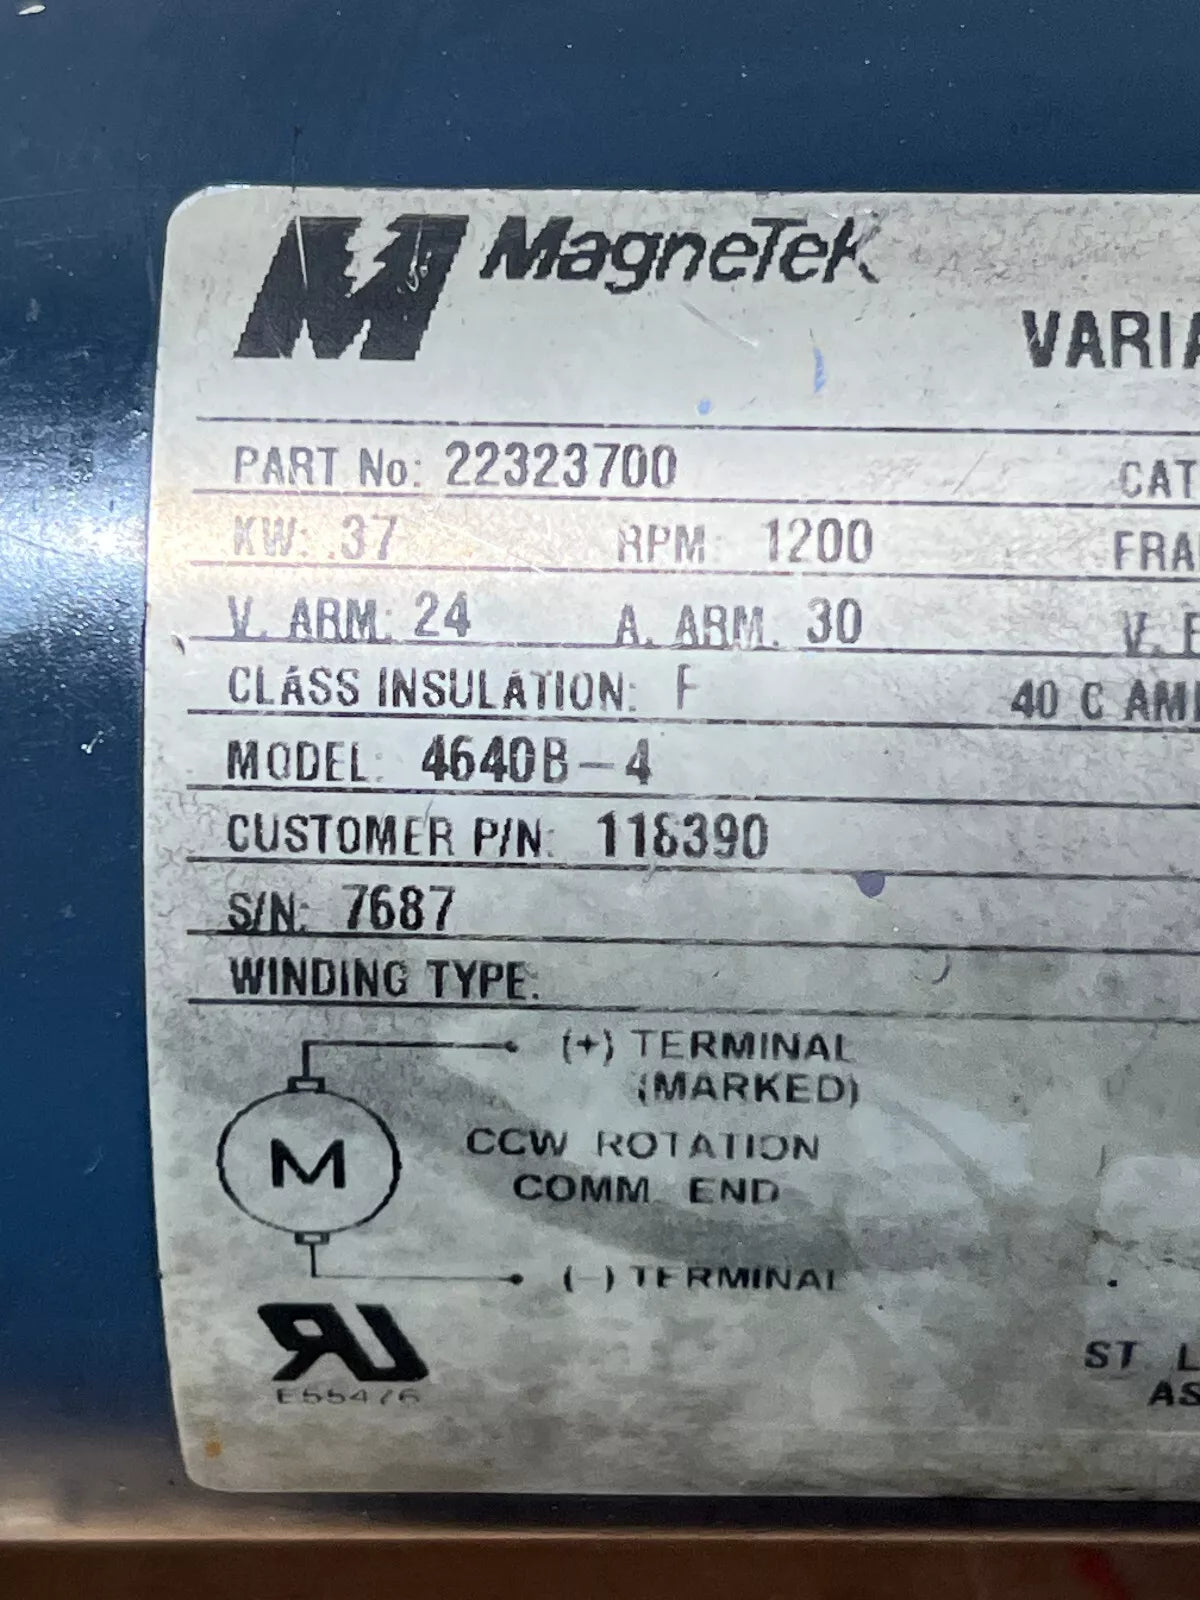 M MagneTek
VARIA
PART No: 22323700 CAT
KW: .37 RPM: 1200 FRA
V. ARM: 24 A. ARM. 30 V.
CLASS INSULATION: F 40 C AM
MODEL: 4640B-4
CUSTOMER P/N:
S/N: 7687
WINDING TYPE:
(+) TERMINAL
(MARKED)
M
CCW ROTATION
COMM. END
(-) TERMINAL
RU
E55476
ST. L
AS